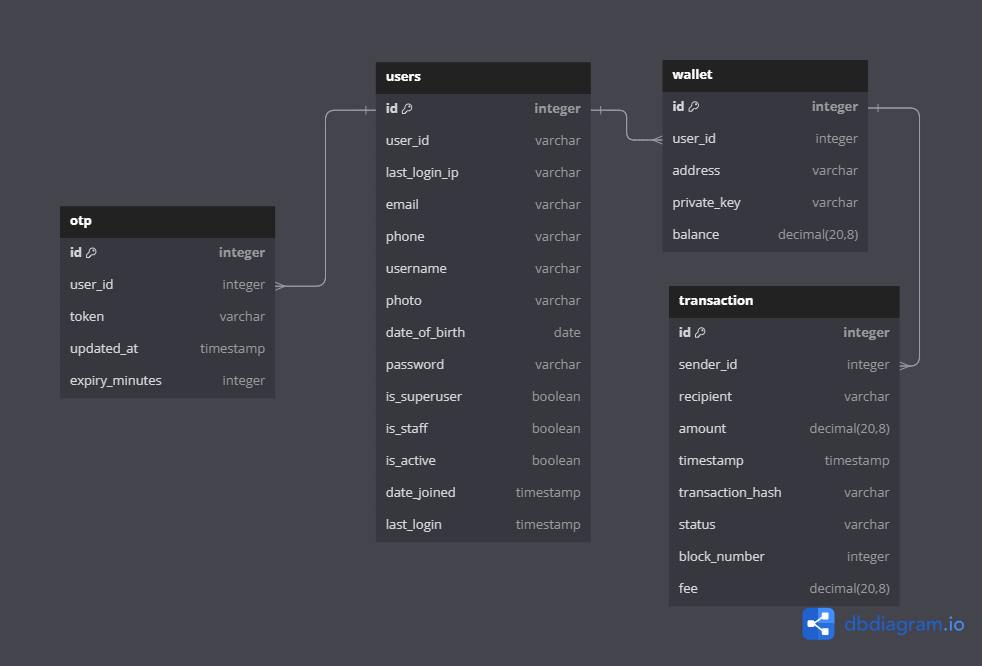 users
id integer
user_id varchar
last_login_ip varchar
email varchar
phone varchar
username varchar
photo varchar
date_of_birth date
password varchar
is_superuser boolean
is_staff boolean
is_active boolean
date_joined timestamp
last_login timestamp
wallet
id integer
user_id integer
address varchar
private_key varchar
balance decimal(20,8)
otp
id integer
user_id integer
token varchar
updated_at timestamp
expiry_minutes integer
transaction
id integer
sender_id integer
recipient varchar
amount decimal(20,8)
timestamp timestamp
transaction_hash varchar
status varchar
block_number integer
fee decimal(20,8)
dbdiagram.io